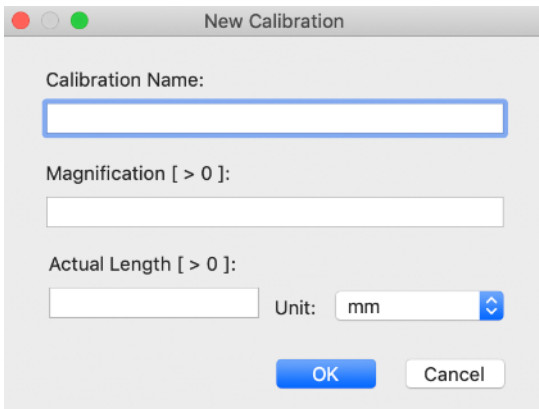 New Calibration
Calibration Name:
Magnification [ > 0 ]:
Actual Length [ > 0 ]:
Unit: mm
OK Cancel